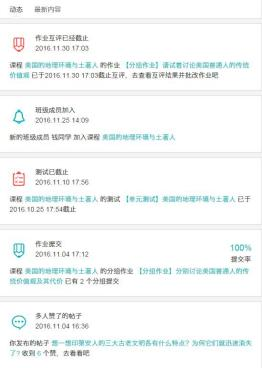 动态 最新内容
作业互评已经截止
2016.11.30 17:03
课程 美国的地理环境与土著人 的作业 【分组作业】请试着讨论美国普通人的传统
价值观 已于2016.11.30 17:03截止互评，去查看互评结果并批改作业吧
班级成员加入
2016.11.25 14:09
新的班级成员 钱同学 加入课程 美国的地理环境与土著人
测试已截止
2016.11.10 17:56
课程 美国的地理环境与土著人 的测试 【单元测试】美国的地理环境与土著人 已于
2016.10.25 17:54截止
作业提交
2016.11.04 17:12
100%
提交率
课程 美国的地理环境与土著人 的分组作业 【分组作业】分别讨论美国普通人的传
统价值观及其代价 已有 2 个分组提交
多人赞了的帖子
2016.11.04 16:36
你发布的帖子 想一想印第安人的三大古老文明各有什么特点？为何它们就迅速消失
了? 收到 6 个赞，去看看吧